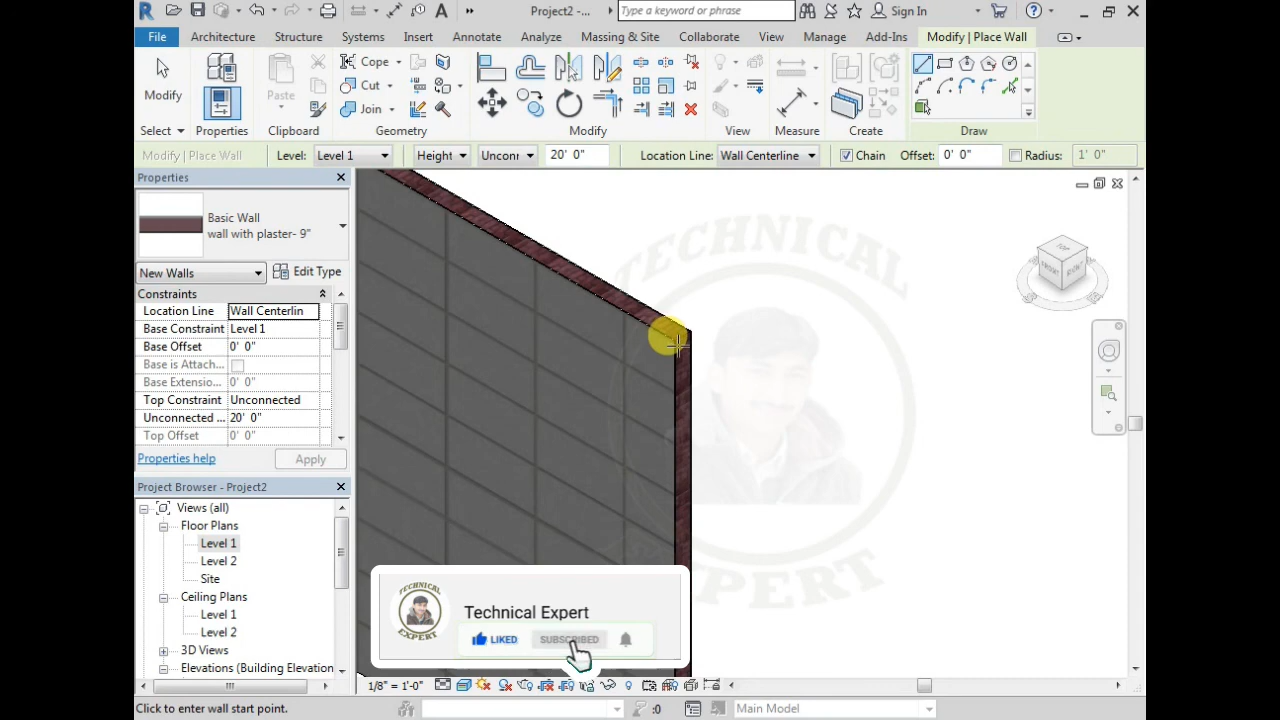 Project2 -...
Type a keyword or phrase
Sign In
File
Architecture
Structure
Systems
Insert
Annotate
Analyze
Massing & Site
Collaborate
View
Manage
Add-Ins
Modify | Place Wall
Modify
Paste
Cope
Cut
Join
Select
Properties
Clipboard
Geometry
Modify
View
Measure
Create
Draw
Modify | Place Wall
Level: Level 1
Height
Uncon
20' 0"
Location Line: Wall Centerline
Chain
Offset: 0' 0"
Radius: 1' 0"
Properties
Basic Wall
wall with plaster- 9"
New Walls
Edit Type
Constraints
Location Line Wall Centerlin
Base Constraint Level 1
Base Offset 0' 0"
Base is Attach...
Base Extensio... 0' 0"
Top Constraint Unconnected
Unconnected ... 20' 0"
Top Offset 0' 0"
Properties help
Apply
Project Browser - Project2
Views (all)
Floor Plans
Level 1
Level 2
Site
Ceiling Plans
Level 1
Level 2
3D Views
Elevations (Building Elevation
TOP
FRONT
RIGHT
TECHNICAL
EXPERT
TECHNICAL
EXPERT
Technical Expert
LIKED
SUBSCRIBED
1/8" = 1'-0"
Click to enter wall start point.
:0
Main Model